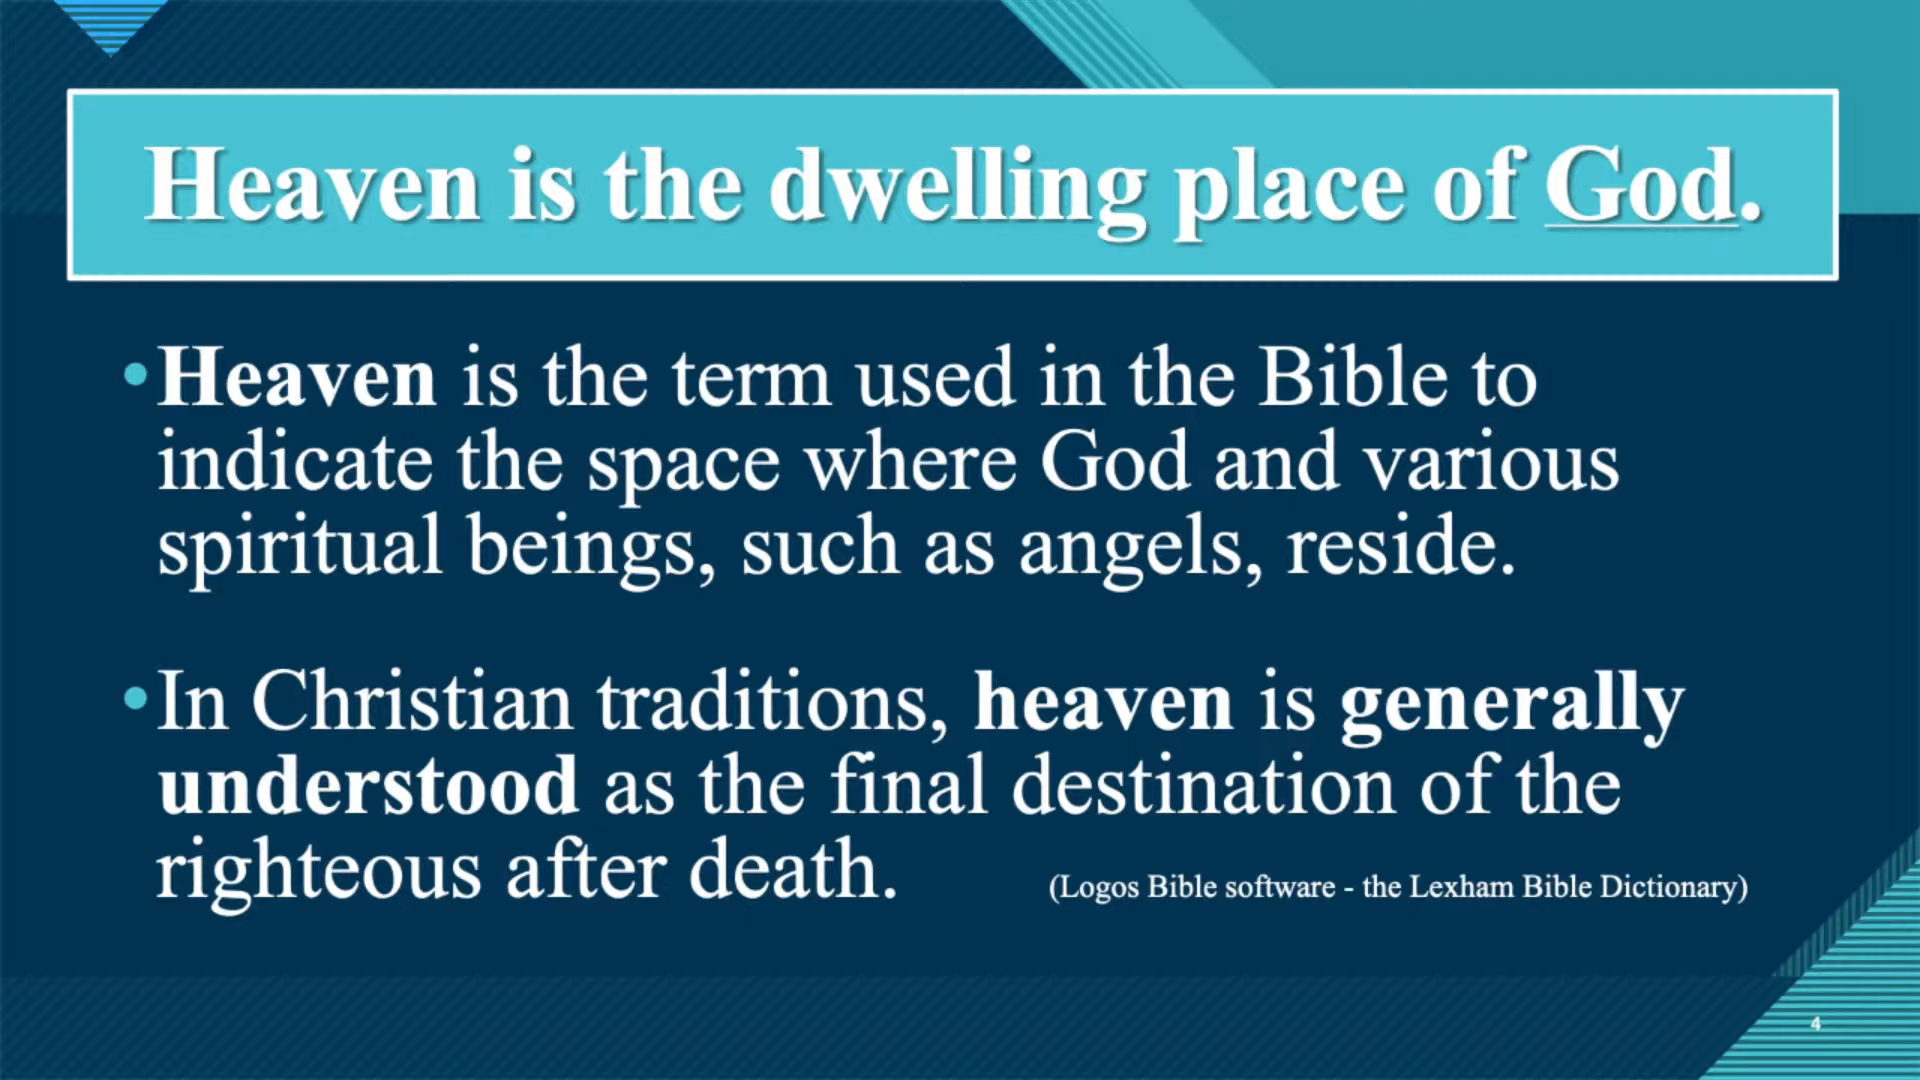 Heaven is the dwelling place of God.
•Heaven is the term used in the Bible to
indicate the space where God and various
spiritual beings, such as angels, reside.
•In Christian traditions, heaven is generally
understood as the final destination of the
righteous after death. (Logos Bible software - the Lexham Bible Dictionary)
4